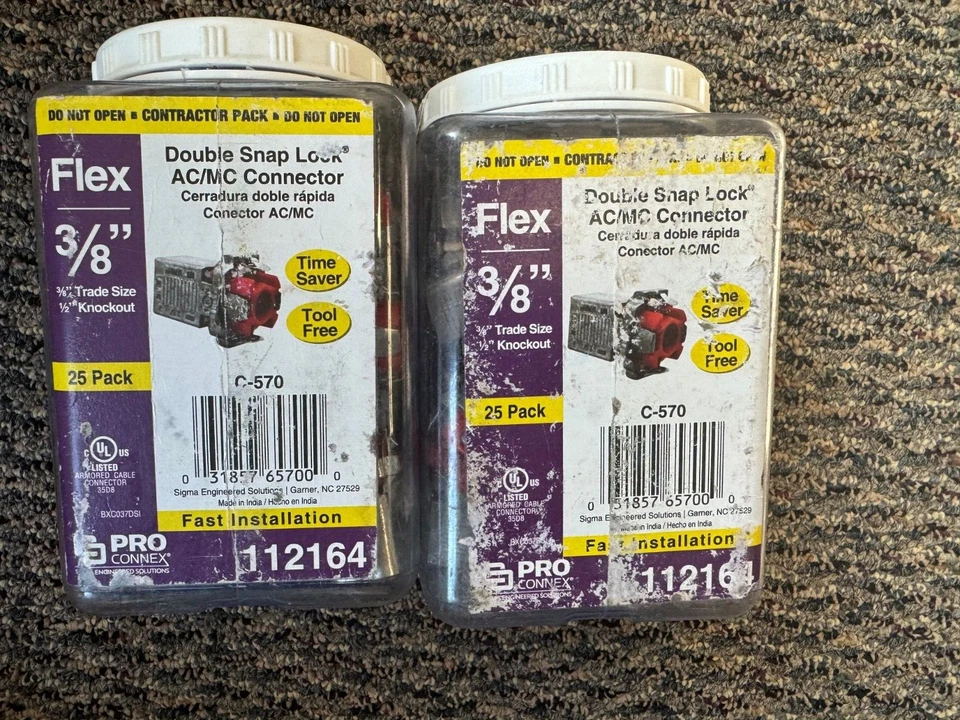 DO NOT OPEN ▪ CONTRACTOR PACK ▪ DO NOT OPEN
Flex
3/8”
3/8” Trade Size
1/2” Knockout
25 Pack
Double Snap Lock®
AC/MC Connector
Cerradura doble rápida
Conector AC/MC
Time
Saver
Tool
Free
C-570
0 31857 65700 0
Sigma Engineered Solutions | Garner, NC 27529
Made in India / Hecho en India
Fast Installation
C UL US
LISTED
ARMORED CABLE
CONNECTOR
35D8
BXC037DSI
PRO
CONNEX®
ENGINEERED SOLUTIONS
112164
DO NOT OPEN ▪
Flex
3/8”
3/8” Trade Size
1/2” Knockout
25 Pack
Double Snap Lock®
AC/MC Connector
Cerradura doble rápida
Conector AC/MC
Time
Saver
Tool
Free
C-570
0 31857 65700 0
Sigma Engineered Solutions | Garner, NC 27529
Made in India / Hecho en India
Fast Installation
C UL US
LISTED
ARMORED CABLE
CONNECTOR
35D8
PRO
CONNEX®
ENGINEERED SOLUTIONS
112164